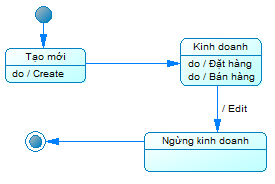 Tạo mới
do / Create
Kinh doanh
do / Đặt hàng
do / Bán hàng
/ Edit
Ngừng kinh doanh